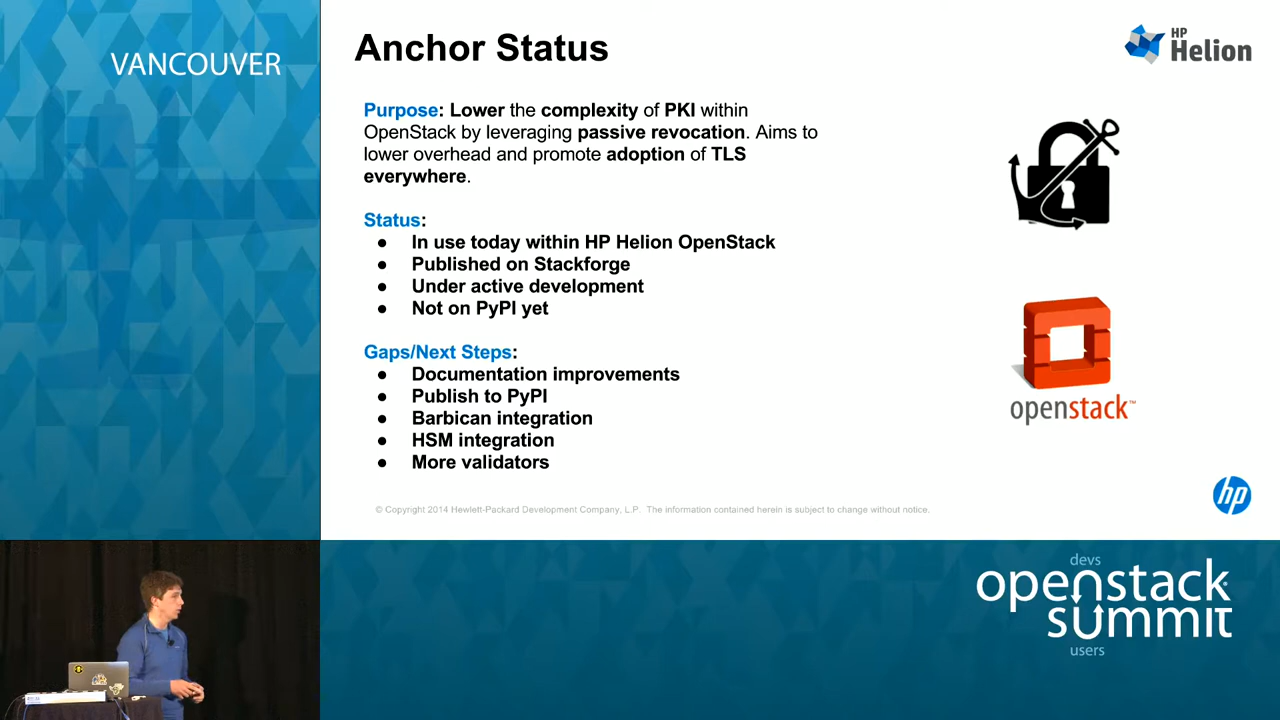 VANCOUVER
Anchor Status
HP
Helion
Purpose: Lower the complexity of PKI within
OpenStack by leveraging passive revocation. Aims to
lower overhead and promote adoption of TLS
everywhere.
Status:
● In use today within HP Helion OpenStack
● Published on Stackforge
● Under active development
● Not on PyPI yet
Gaps/Next Steps:
● Documentation improvements
● Publish to PyPI
● Barbican integration
● HSM integration
● More validators
openstack™
hp
© Copyright 2014 Hewlett-Packard Development Company, L.P. The information contained herein is subject to change without notice.
devs
openstack
summit
users